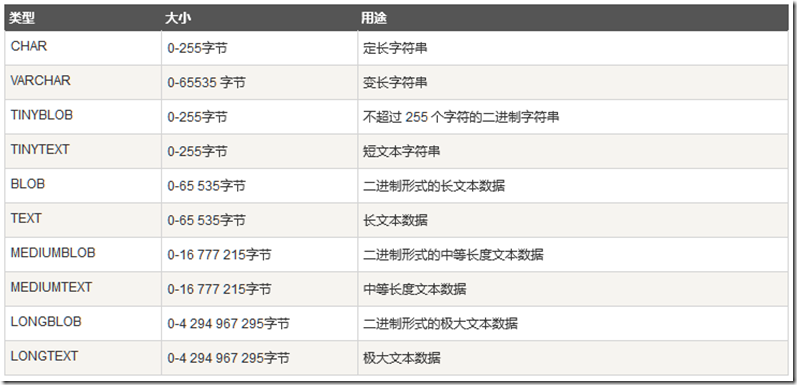 类型 大小 用途
CHAR 0-255字节 定长字符串
VARCHAR 0-65535 字节 变长字符串
TINYBLOB 0-255字节 不超过 255 个字符的二进制字符串
TINYTEXT 0-255字节 短文本字符串
BLOB 0-65 535字节 二进制形式的长文本数据
TEXT 0-65 535字节 长文本数据
MEDIUMBLOB 0-16 777 215字节 二进制形式的中等长度文本数据
MEDIUMTEXT 0-16 777 215字节 中等长度文本数据
LONGBLOB 0-4 294 967 295字节 二进制形式的极大文本数据
LONGTEXT 0-4 294 967 295字节 极大文本数据